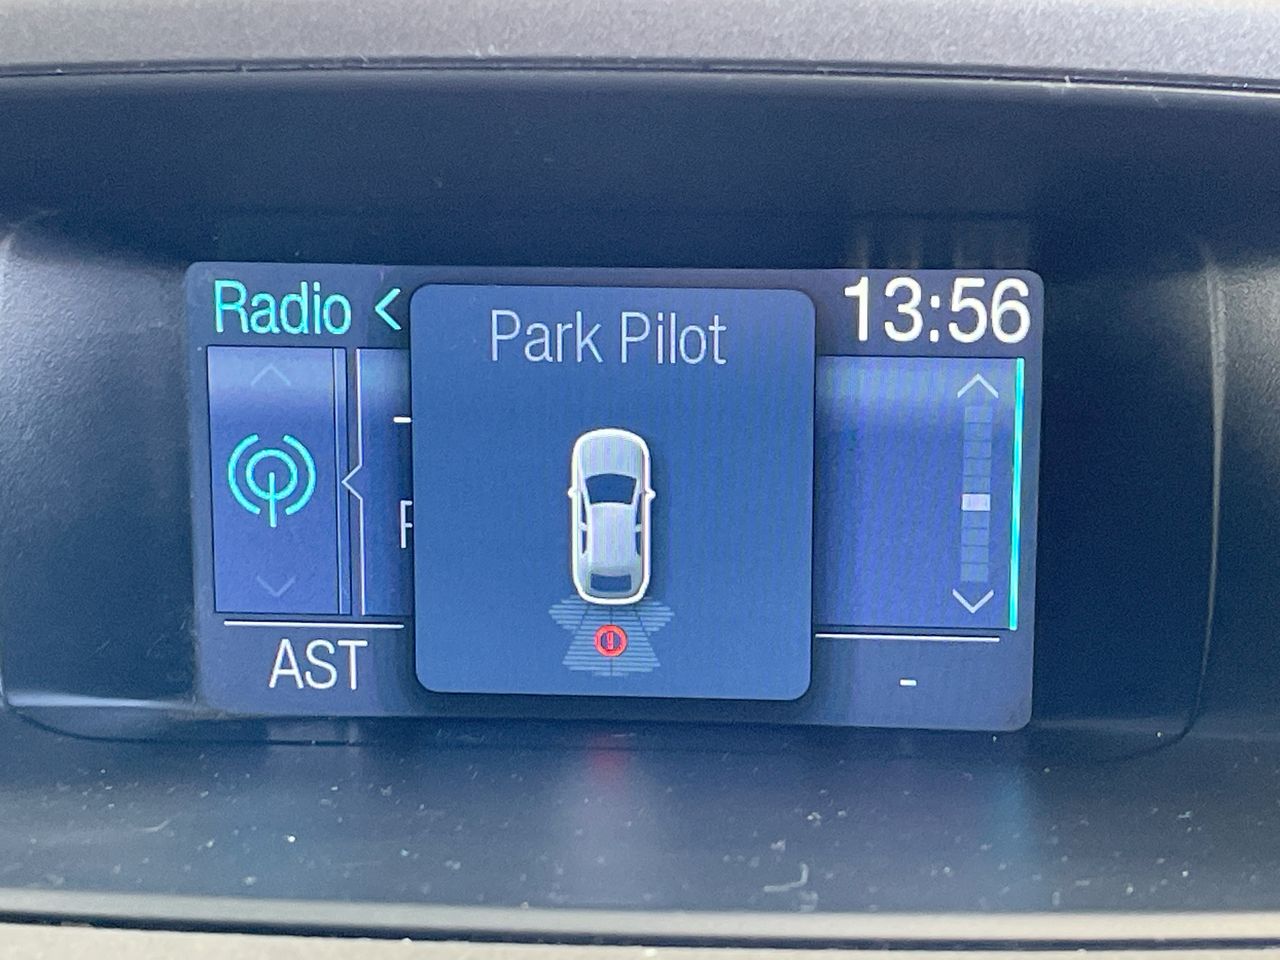 Radio <
Park Pilot
13:56
AST
-